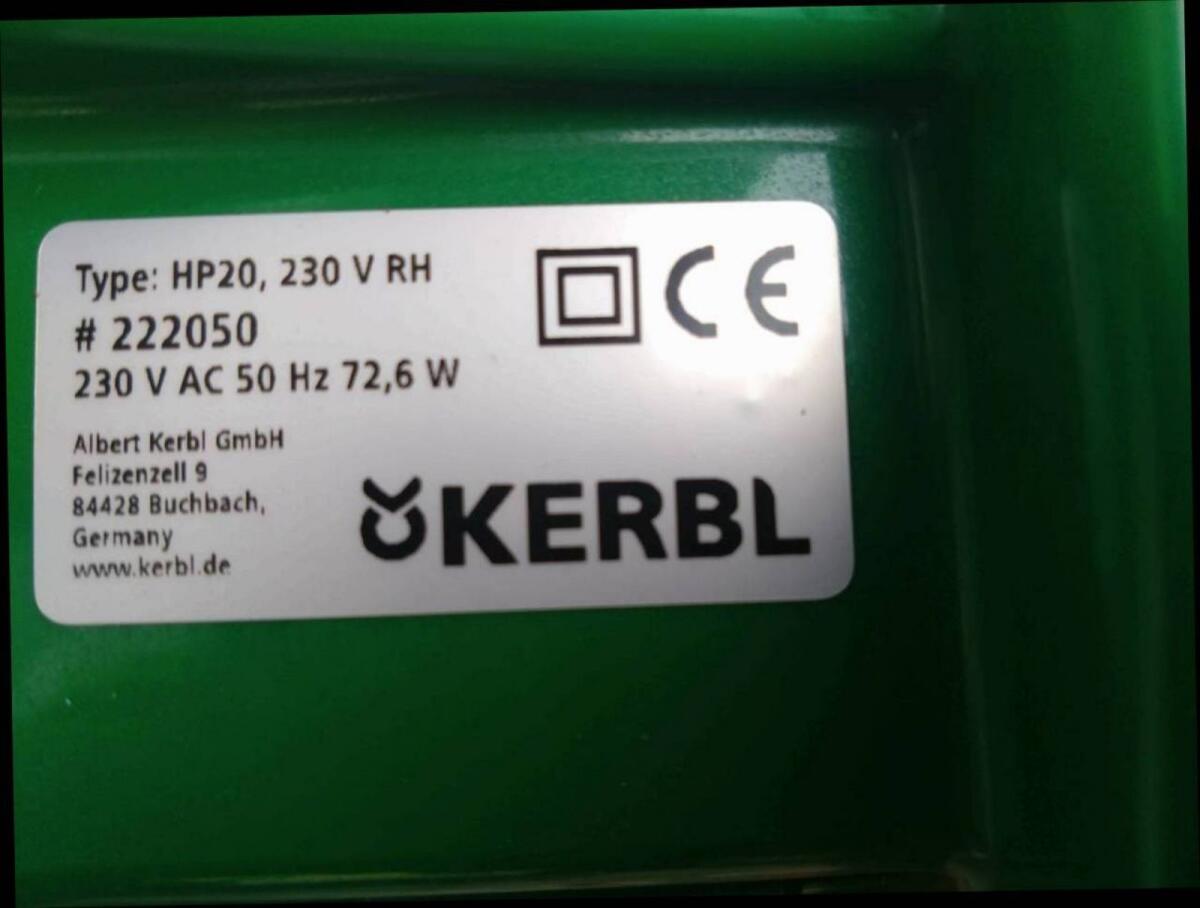 Type: HP20, 230 V RH
# 222050
230 V AC 50 Hz 72,6 W
CE
Albert Kerbl GmbH
Felizenzell 9
84428 Buchbach,
Germany
www.kerbl.de
KERBL